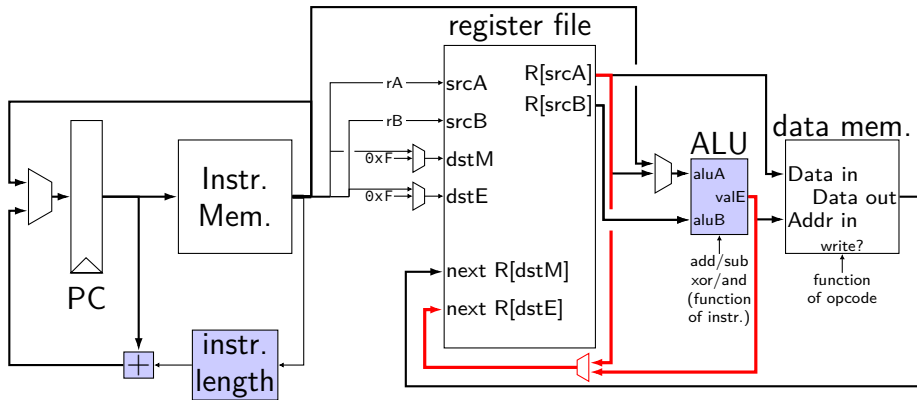 register file
R[srcA]
R[srcB]
rA
srcA
rB
srcB
0xF
dstM
0xF
dstE
next R[dstM]
next R[dstE]
PC
Instr.
Mem.
+
instr.
length
ALU
aluA
valE
aluB
add/sub
xor/and
(function
of instr.)
data mem.
Data in
Data out
Addr in
write?
function
of opcode